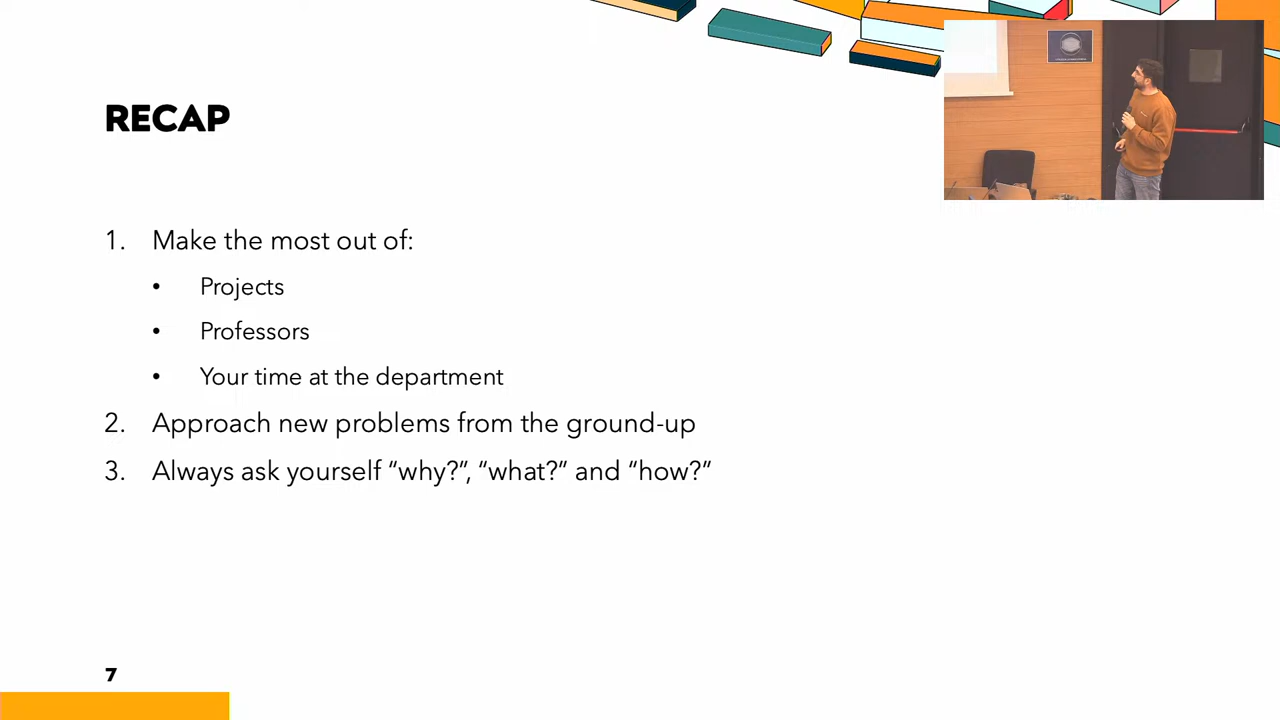 RECAP
1. Make the most out of:
• Projects
• Professors
• Your time at the department
2. Approach new problems from the ground-up
3. Always ask yourself “why?”, “what?” and “how?”
7